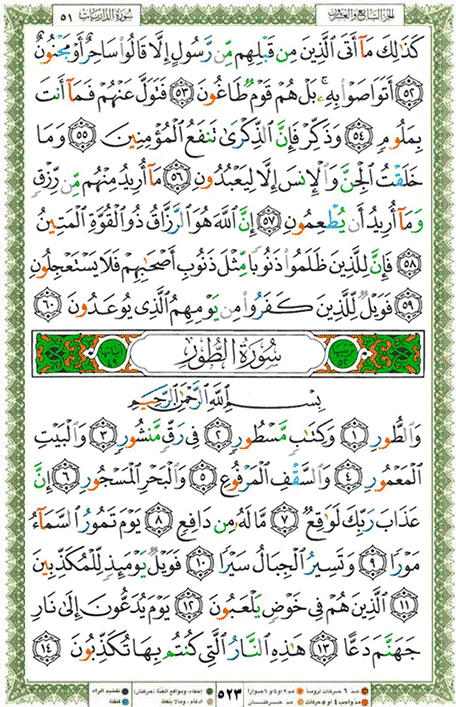 سورة الذاريات ٥١
الجزء السابع والعشرون
كَذَٰلِكَ مَآ أَتَى ٱلَّذِينَ مِن قَبْلِهِم مِّن رَّسُولٍ إِلَّا قَالُوا۟ سَاحِرٌ أَوْ مَجْنُونٌ
٥٢ أَتَوَاصَوْا۟ بِهِۦ ۚ بَلْ هُمْ قَوْمٌ طَاغُونَ ٥٣ فَتَوَلَّ عَنْهُمْ فَمَآ أَنتَ
بِمَلُومٍ ٥٤ وَذَكِّرْ فَإِنَّ ٱلذِّكْرَىٰ تَنفَعُ ٱلْمُؤْمِنِينَ ٥٥ وَمَا
خَلَقْتُ ٱلْجِنَّ وَٱلْإِنسَ إِلَّا لِيَعْبُدُونِ ٥٦ مَآ أُرِيدُ مِنْهُم مِّن رِّزْقٍ
وَمَآ أُرِيدُ أَن يُطْعِمُونِ ٥٧ إِنَّ ٱللَّهَ هُوَ ٱلرَّزَّاقُ ذُو ٱلْقُوَّةِ ٱلْمَتِينُ
٥٨ فَإِنَّ لِلَّذِينَ ظَلَمُوا۟ ذَنُوبًا مِّثْلَ ذَنُوبِ أَصْحَٰبِهِمْ فَلَا يَسْتَعْجِلُونِ
٥٩ فَوَيْلٌ لِّلَّذِينَ كَفَرُوا۟ مِن يَوْمِهِمُ ٱلَّذِى يُوعَدُونَ ٦٠
سُورَةُ الطُّورِ
بِسْمِ ٱللَّهِ ٱلرَّحْمَٰنِ ٱلرَّحِيمِ
وَٱلطُّورِ ١ وَكِتَٰبٍ مَّسْطُورٍ ٢ فِى رَقٍّ مَّنشُورٍ ٣ وَٱلْبَيْتِ
ٱلْمَعْمُورِ ٤ وَٱلسَّقْفِ ٱلْمَرْفُوعِ ٥ وَٱلْبَحْرِ ٱلْمَسْجُورِ ٦ إِنَّ
عَذَابَ رَبِّكَ لَوَٰقِعٌ ٧ مَّا لَهُۥ مِن دَافِعٍ ٨ يَوْمَ تَمُورُ ٱلسَّمَآءُ
مَوْرًا ٩ وَتَسِيرُ ٱلْجِبَالُ سَيْرًا ١٠ فَوَيْلٌ يَوْمَئِذٍ لِّلْمُكَذِّبِينَ
١١ ٱلَّذِينَ هُمْ فِى خَوْضٍ يَلْعَبُونَ ١٢ يَوْمَ يُدَعُّونَ إِلَىٰ نَارِ
جَهَنَّمَ دَعًّا ١٣ هَٰذِهِ ٱلنَّارُ ٱلَّتِى كُنتُم بِهَا تُكَذِّبُونَ ١٤
٥٢٣